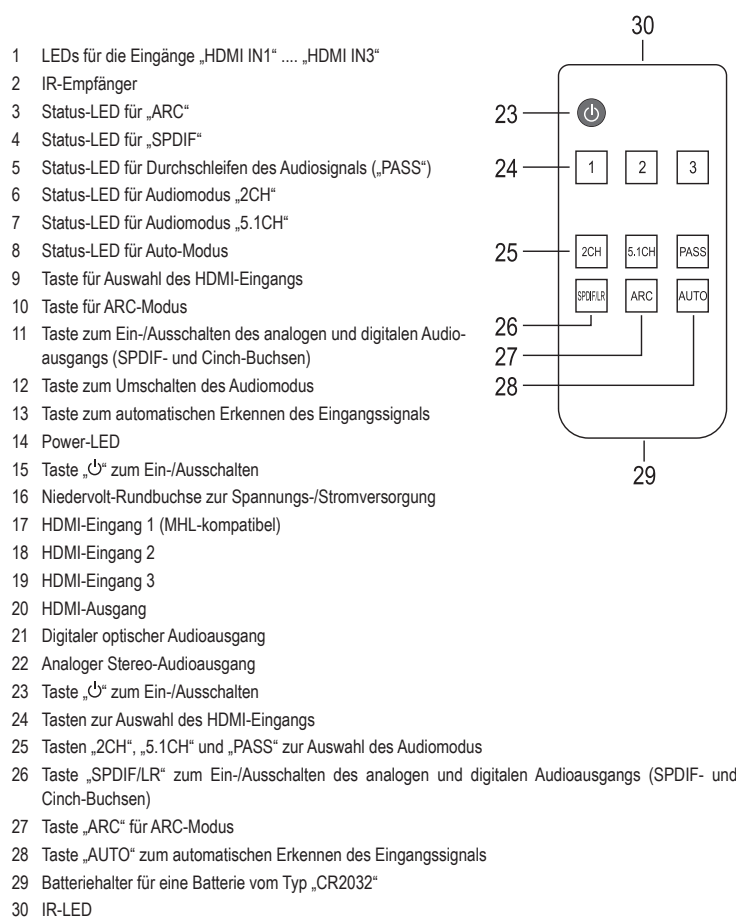 1 LEDs für die Eingänge „HDMI IN1“ .... „HDMI IN3“
2 IR-Empfänger
3 Status-LED für „ARC“
4 Status-LED für „SPDIF“
5 Status-LED für Durchschleifen des Audiosignals („PASS“)
6 Status-LED für Audiomodus „2CH“
7 Status-LED für Audiomodus „5.1CH“
8 Status-LED für Auto-Modus
9 Taste für Auswahl des HDMI-Eingangs
10 Taste für ARC-Modus
11 Taste zum Ein-/Ausschalten des analogen und digitalen Audio-
ausgangs (SPDIF- und Cinch-Buchsen)
12 Taste zum Umschalten des Audiomodus
13 Taste zum automatischen Erkennen des Eingangssignals
14 Power-LED
15 Taste „⏻“ zum Ein-/Ausschalten
16 Niedervolt-Rundbuchse zur Spannungs-/Stromversorgung
17 HDMI-Eingang 1 (MHL-kompatibel)
18 HDMI-Eingang 2
19 HDMI-Eingang 3
20 HDMI-Ausgang
21 Digitaler optischer Audioausgang
22 Analoger Stereo-Audioausgang
23 Taste „⏻“ zum Ein-/Ausschalten
24 Tasten zur Auswahl des HDMI-Eingangs
25 Tasten „2CH“, „5.1CH“ und „PASS“ zur Auswahl des Audiomodus
26 Taste „SPDIF/LR“ zum Ein-/Ausschalten des analogen und digitalen Audioausgangs (SPDIF- und
Cinch-Buchsen)
27 Taste „ARC“ für ARC-Modus
28 Taste „AUTO“ zum automatischen Erkennen des Eingangssignals
29 Batteriehalter für eine Batterie vom Typ „CR2032“
30 IR-LED
30
23
24 1 2 3
25 2CH 5.1CH PASS
SPDIF/LR ARC AUTO
26
27
28
29